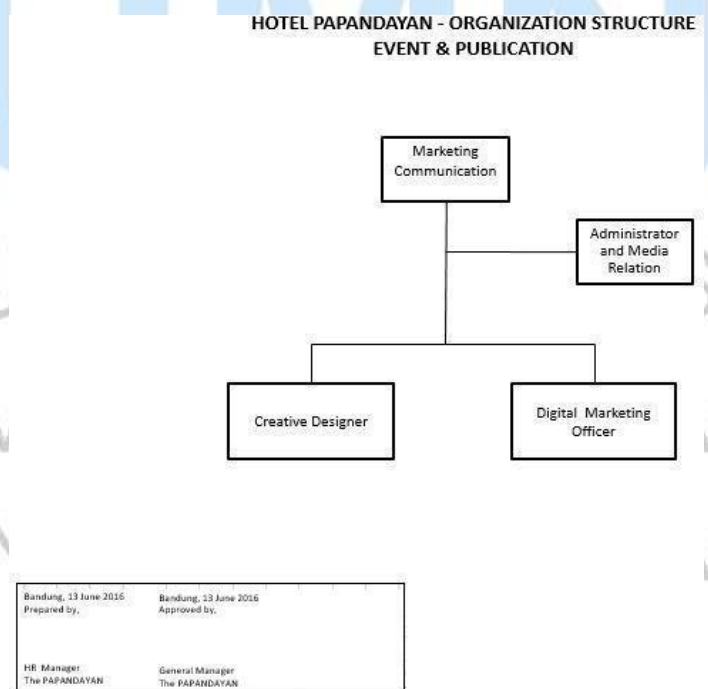 HOTEL PAPANDAYAN - ORGANIZATION STRUCTURE
EVENT & PUBLICATION
Marketing
Communication
Administrator
and Media
Relation
Creative Designer
Digital Marketing
Officer
Bandung, 13 June 2016
Prepared by,
Bandung, 13 June 2016
Approved by,
HR Manager
The PAPANDAYAN
General Manager
The PAPANDAYAN